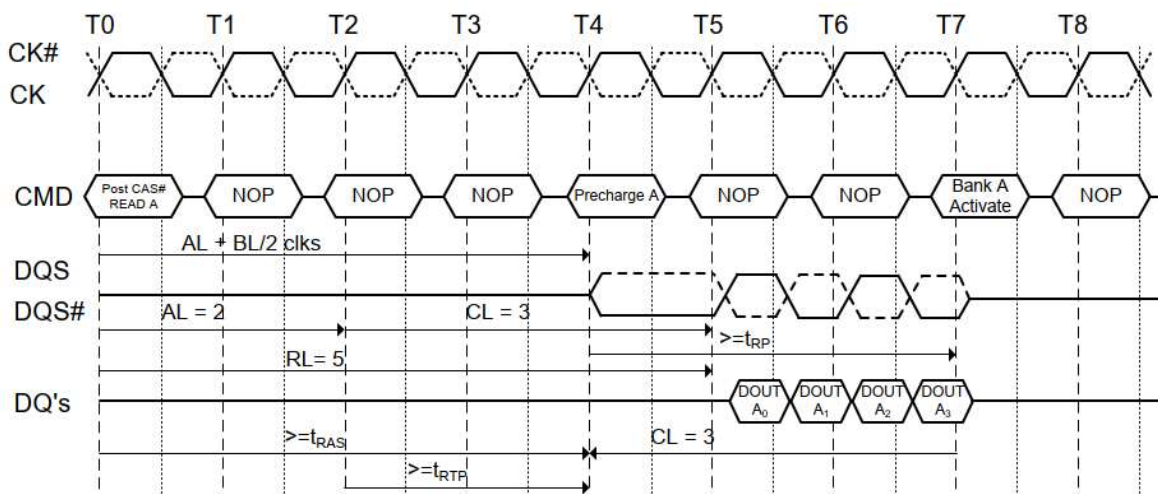 T0 T1 T2 T3 T4 T5 T6 T7 T8
CK#
CK
CMD
Post CAS#
READ A
NOP
NOP
NOP
Precharge A
NOP
NOP
Bank A
Activate
NOP
AL + BL/2 clks
DQS
DQS#
AL = 2
CL = 3
>=tRP
RL= 5
DQ's
DOUT
A0
DOUT
A1
DOUT
A2
DOUT
A3
>=tRAS
CL = 3
>=tRTP